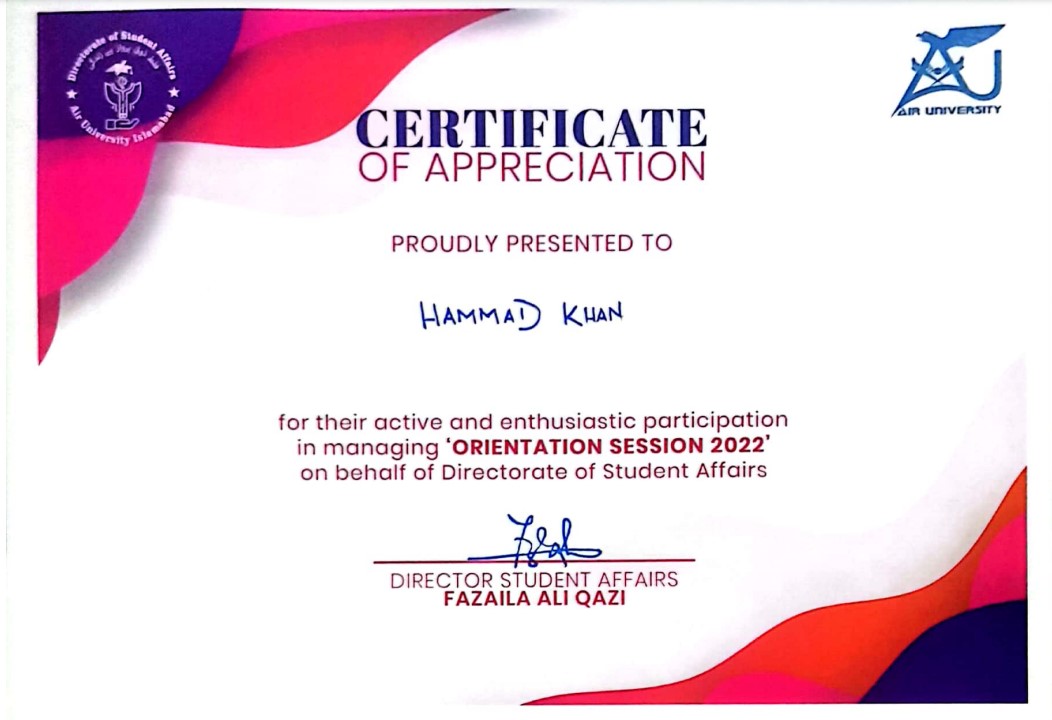 Directorate of Student Affairs
Air University Islamabad
AIR UNIVERSITY
CERTIFICATE
OF APPRECIATION
PROUDLY PRESENTED TO
HAMMAD KHAN
for their active and enthusiastic participation
in managing ‘ORIENTATION SESSION 2022’
on behalf of Directorate of Student Affairs
DIRECTOR STUDENT AFFAIRS
FAZAILA ALI QAZI